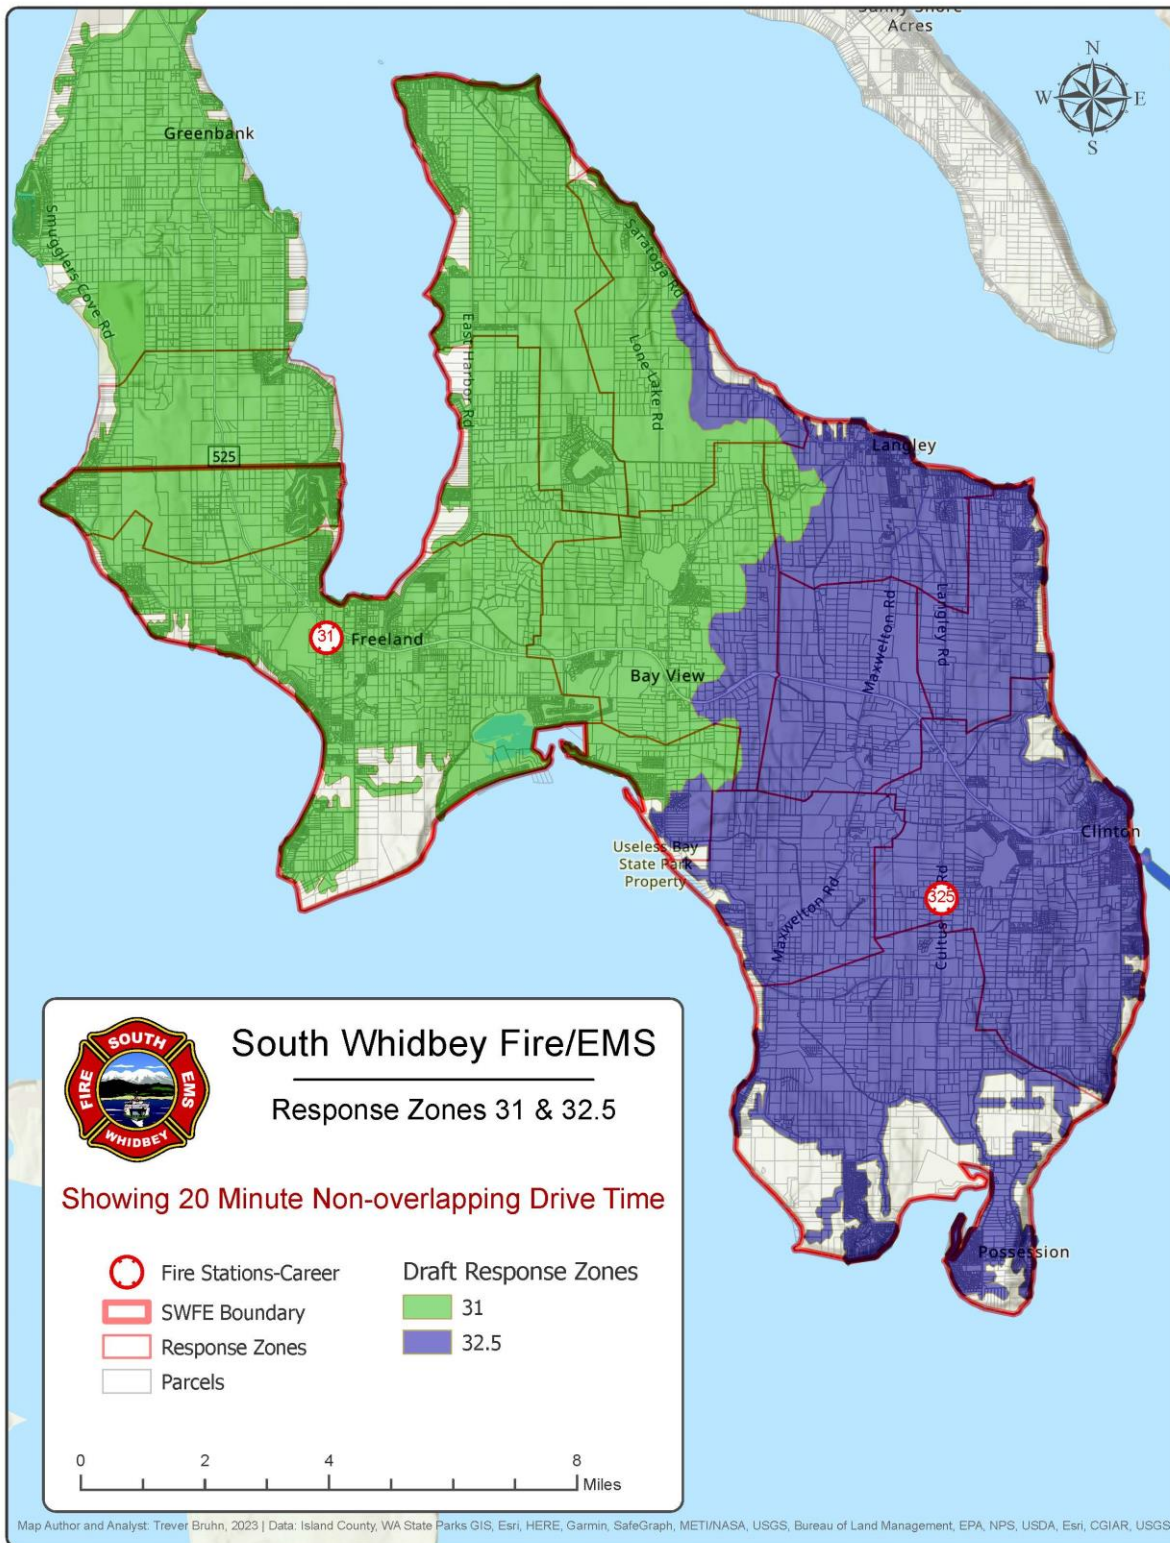 Sunny Shore
Acres
N
W E
S
Greenbank
Smugglers Cove Rd
Saratoga Rd
East Harbor Rd
Lone Lake Rd
525
Langley
Langley Rd
Maxwelton Rd
31
Freeland
Bay View
Clinton
Useless Bay
State Park
Property
Maxwelton Rd
325
Cultus Rd
Possession
SOUTH
FIRE
EMS
WHIDBEY
South Whidbey Fire/EMS
Response Zones 31 & 32.5
Showing 20 Minute Non-overlapping Drive Time
Fire Stations-Career
SWFE Boundary
Response Zones
Parcels
Draft Response Zones
31
32.5
0 2 4 8
Miles
Map Author and Analyst: Trever Bruhn, 2023 | Data: Island County, WA State Parks GIS, Esri, HERE, Garmin, SafeGraph, METI/NASA, USGS, Bureau of Land Management, EPA, NPS, USDA, Esri, CGIAR, USGS